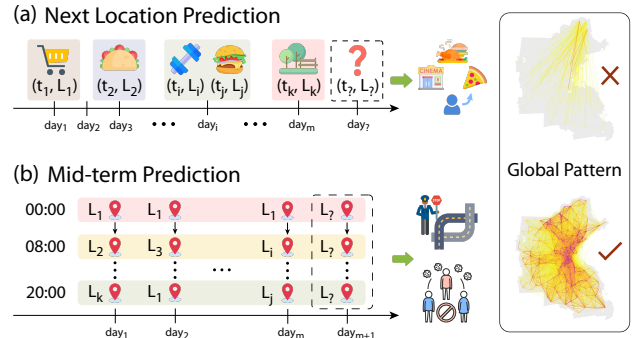 (a) Next Location Prediction
(t₁, L₁) (t₂, L₂) (tᵢ, Lᵢ) (tⱼ, Lⱼ) (tₖ, Lₖ) (t?, L?)
CINEMA
day₁ day₂ day₃ ••• dayᵢ ••• dayₘ day?
Global Pattern
(b) Mid-term Prediction
STOP
00:00 L₁ L₁ L₁ L?
08:00 L₂ L₃ Lᵢ L?
•••
20:00 Lₖ L₁ Lⱼ L?
day₁ day₂ dayₘ dayₘ₊₁